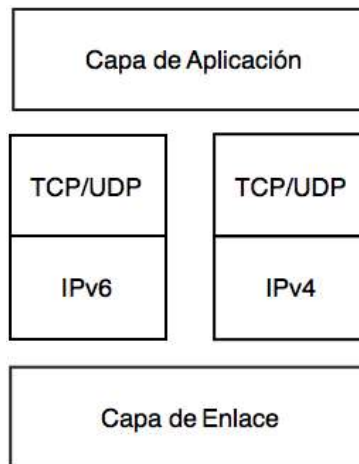 Capa de Aplicación
TCP/UDP
TCP/UDP
IPv6
IPv4
Capa de Enlace